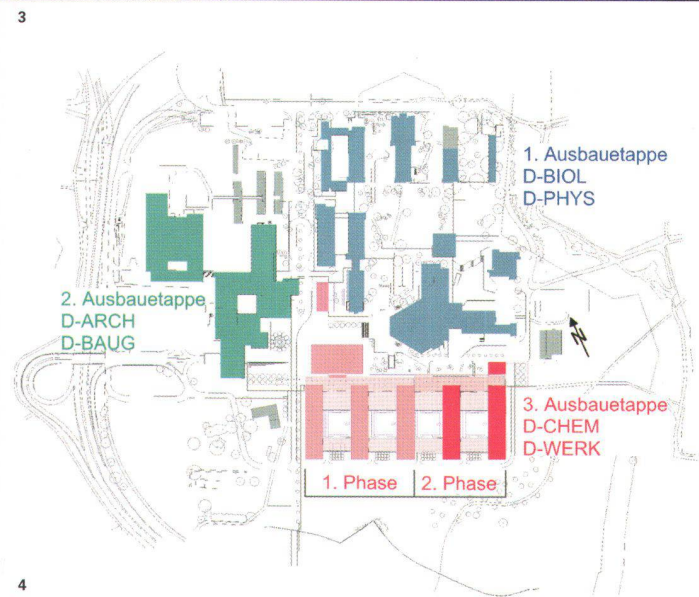 3
1. Ausbauetappe
D-BIOL
D-PHYS
2. Ausbauetappe
D-ARCH
D-BAUG
N
3. Ausbauetappe
D-CHEM
D-WERK
1. Phase
2. Phase
4